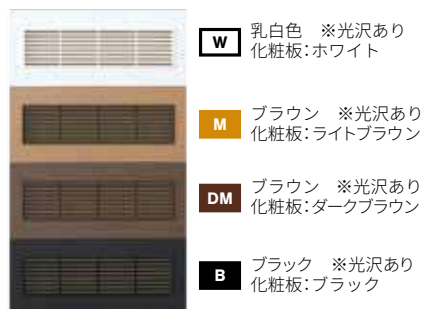 W
乳白色　※光沢あり
化粧板：ホワイト
M
ブラウン　※光沢あり
化粧板：ライトブラウン
DM
ブラウン　※光沢あり
化粧板：ダークブラウン
B
ブラック　※光沢あり
化粧板：ブラック